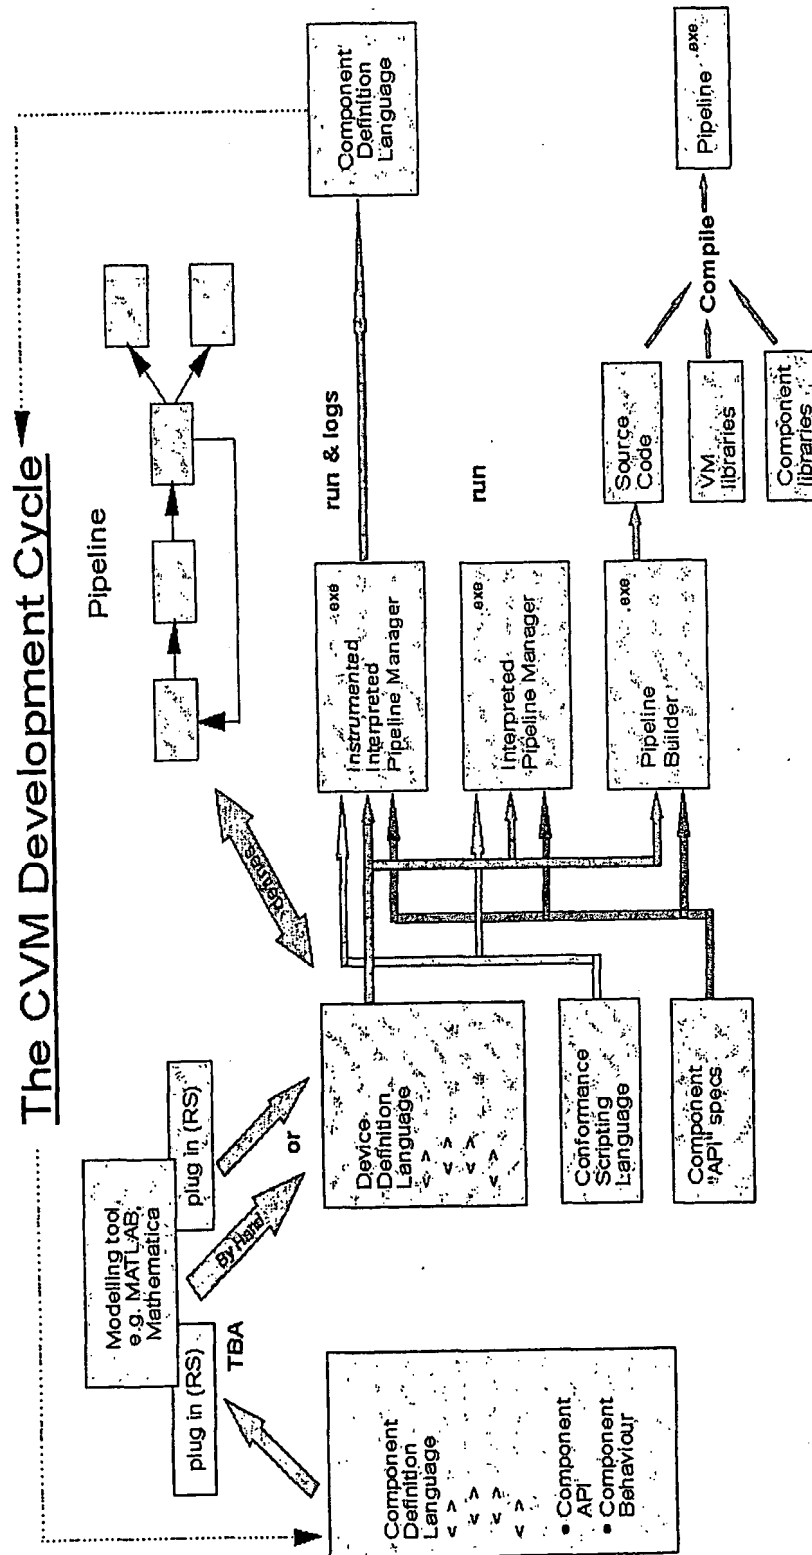 The CVM Development Cycle
Modelling tool,
e.g. MATLAB,
Mathematica
plug in (RS)
plug in (RS)
TBA
By Hand
or
defines
Pipeline
Component
Definition
Language
< >
< >
< >
< >
• Component
API
• Component
Behaviour
Device
Definition
Language
< >
< >
< >
< >
Conformance
Scripting
Language
Component
"API" specs
Instrumented
Interpreted
Pipeline Manager
.exe
Interpreted
Pipeline Manager
.exe
Pipeline
Builder
.exe
run & logs
run
Component
Definition
Language
Source
Code
VM
libraries
Component
libraries
Compile
Pipeline
.exe